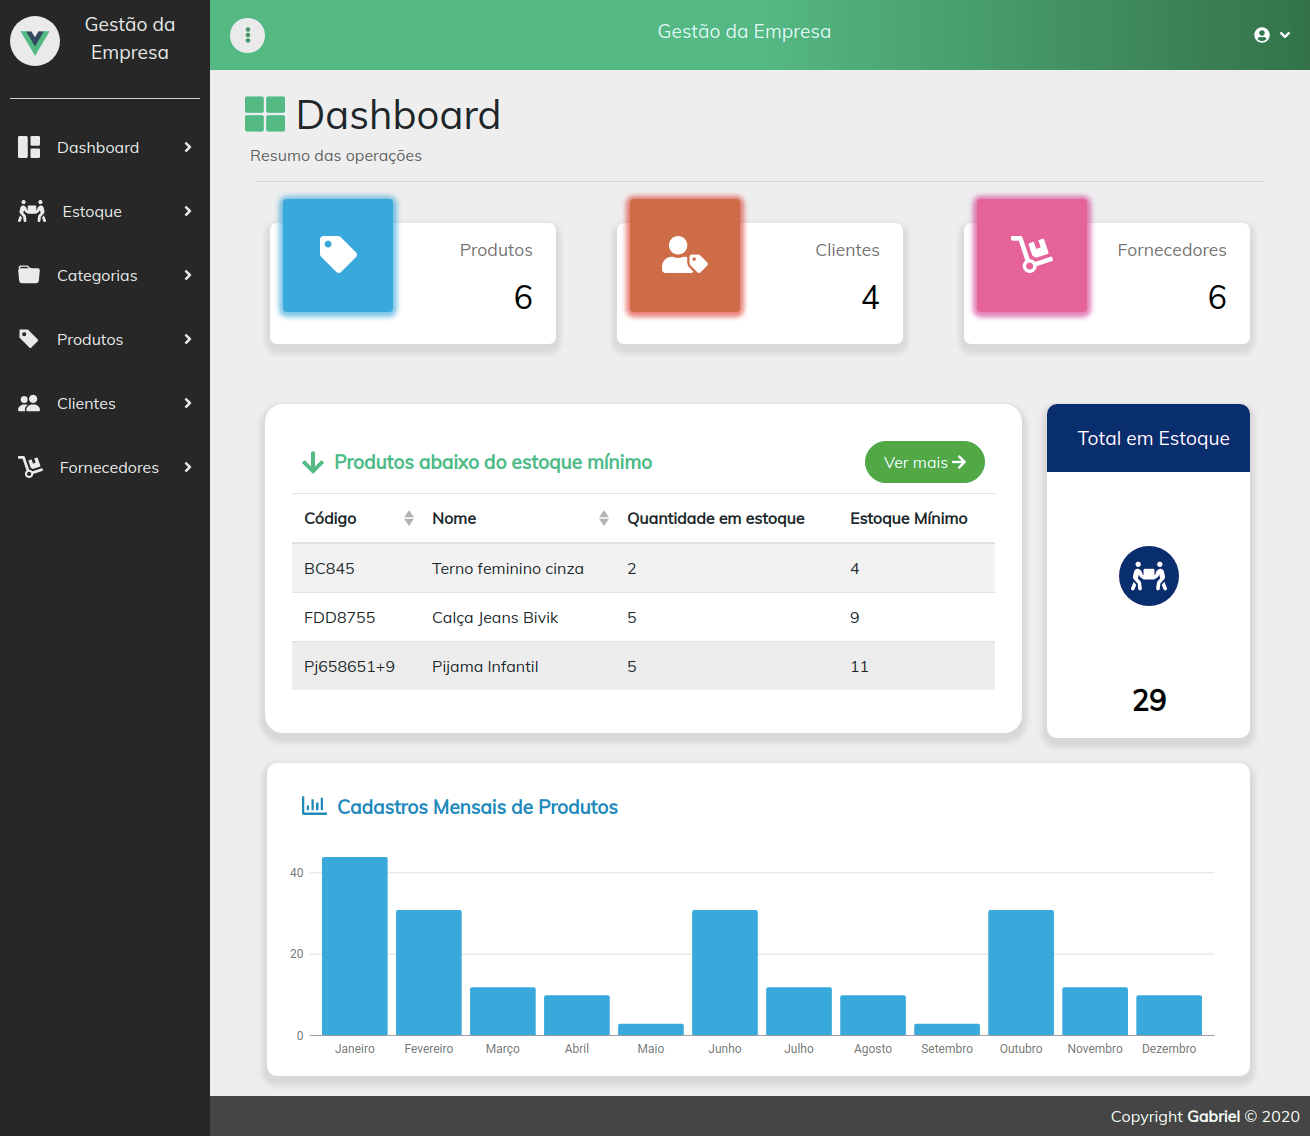 Gestão da
Empresa
Dashboard
Estoque
Categorias
Produtos
Clientes
Fornecedores
Gestão da Empresa
Dashboard
Resumo das operações
Produtos
6
Clientes
4
Fornecedores
6
Produtos abaixo do estoque mínimo
Ver mais
Código Nome Quantidade em estoque Estoque Mínimo
BC845 Terno feminino cinza 2 4
FDD8755 Calça Jeans Bivik 5 9
Pj658651+9 Pijama Infantil 5 11
Total em Estoque
29
Cadastros Mensais de Produtos
40
20
0
Janeiro Fevereiro Março Abril Maio Junho Julho Agosto Setembro Outubro Novembro Dezembro
Copyright Gabriel © 2020